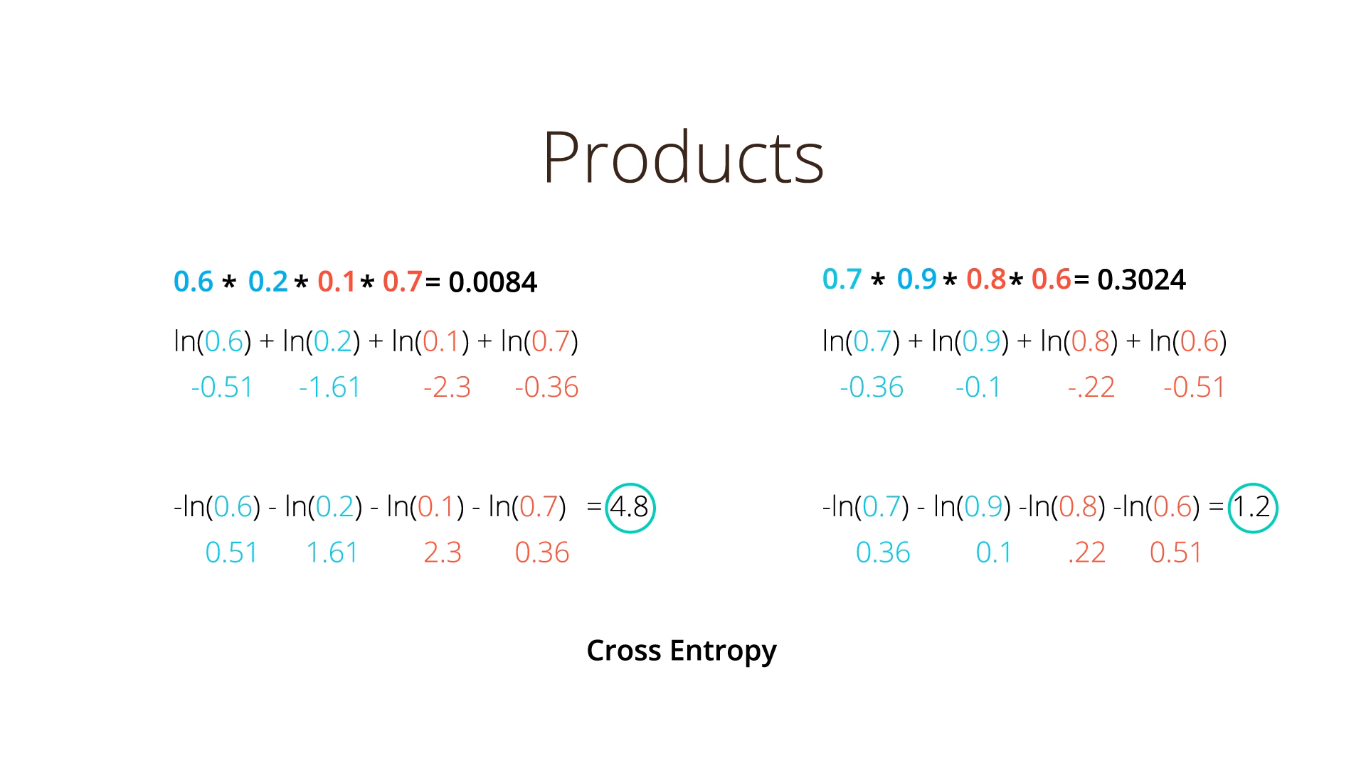 Products
0.6 * 0.2 * 0.1 * 0.7 = 0.0084
ln(0.6) + ln(0.2) + ln(0.1) + ln(0.7)
-0.51 -1.61 -2.3 -0.36
-ln(0.6) - ln(0.2) - ln(0.1) - ln(0.7) = 4.8
0.51 1.61 2.3 0.36
0.7 * 0.9 * 0.8 * 0.6 = 0.3024
ln(0.7) + ln(0.9) + ln(0.8) + ln(0.6)
-0.36 -0.1 -.22 -0.51
-ln(0.7) - ln(0.9) -ln(0.8) -ln(0.6) = 1.2
0.36 0.1 .22 0.51
Cross Entropy